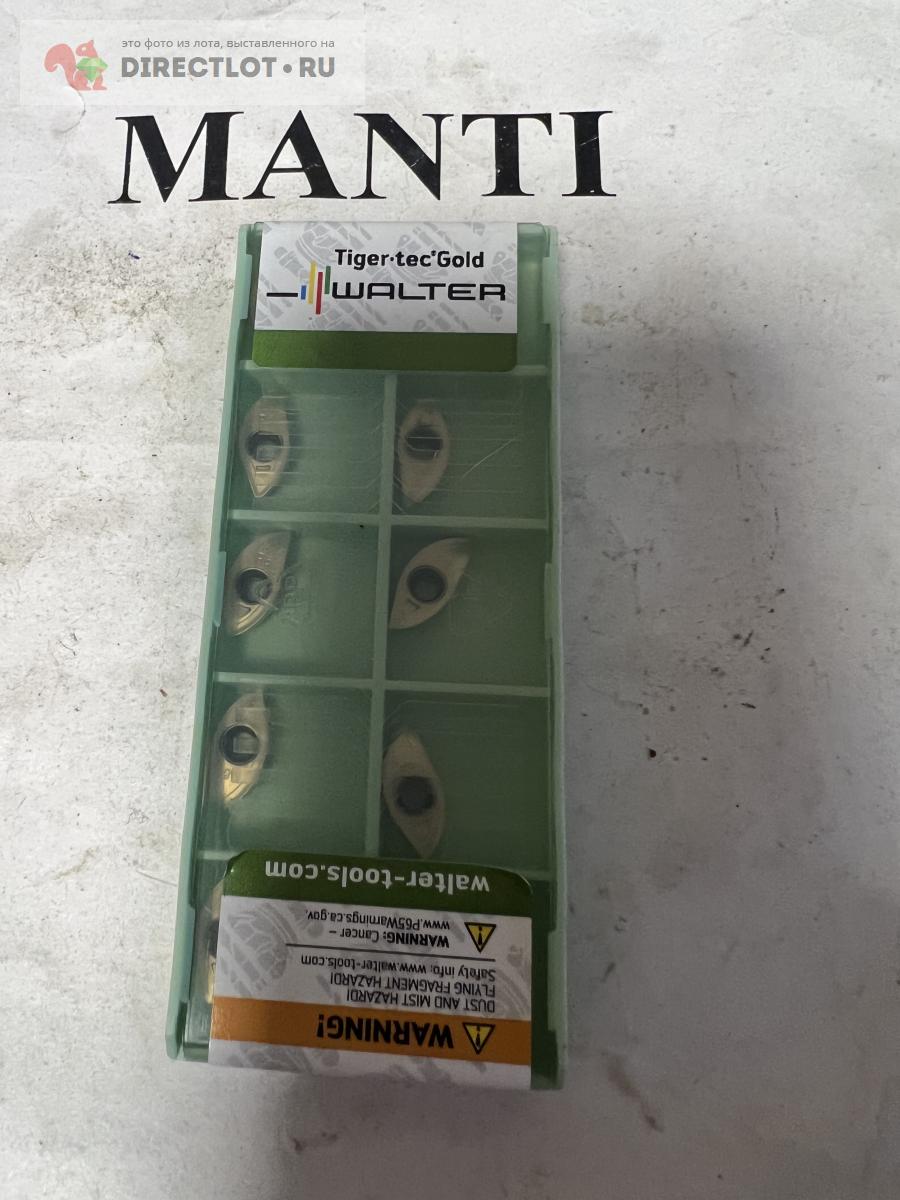 это фото из лота, выставленного на
DIRECTLOT.RU
MANTI
Tiger·tec®Gold
WALTER
walter-tools.com
WARNING: Cancer –
www.P65Warnings.ca.gov.
Safety info: www.walter-tools.com
FLYING FRAGMENT HAZARD!
DUST AND MIST HAZARD!
WARNING!